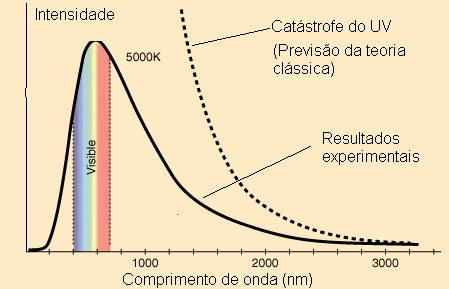 Intensidade
Catástrofe do UV
(Previsão da teoria
clássica)
5000K
Resultados
experimentais
Visible
1000
2000
3000
Comprimento de onda (nm)